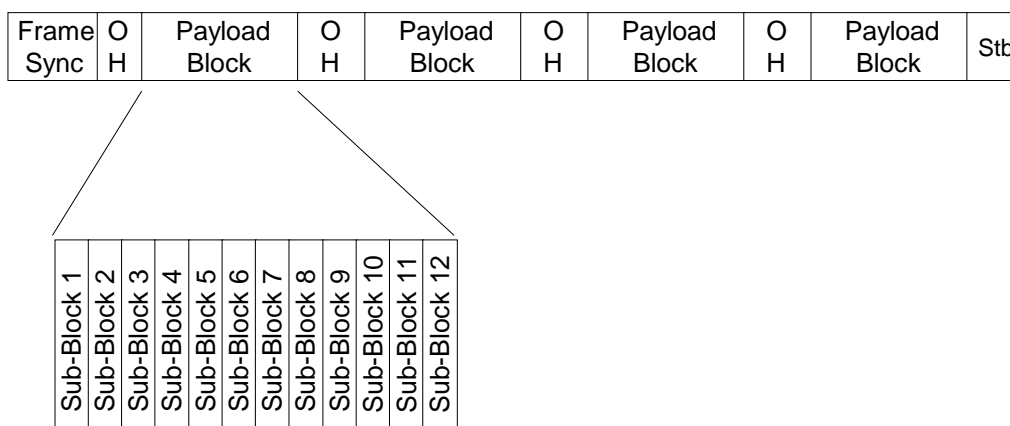 Frame Sync
O H
Payload Block
O H
Payload Block
O H
Payload Block
O H
Payload Block
Stb
Sub-Block 1
Sub-Block 2
Sub-Block 3
Sub-Block 4
Sub-Block 5
Sub-Block 6
Sub-Block 7
Sub-Block 8
Sub-Block 9
Sub-Block 10
Sub-Block 11
Sub-Block 12